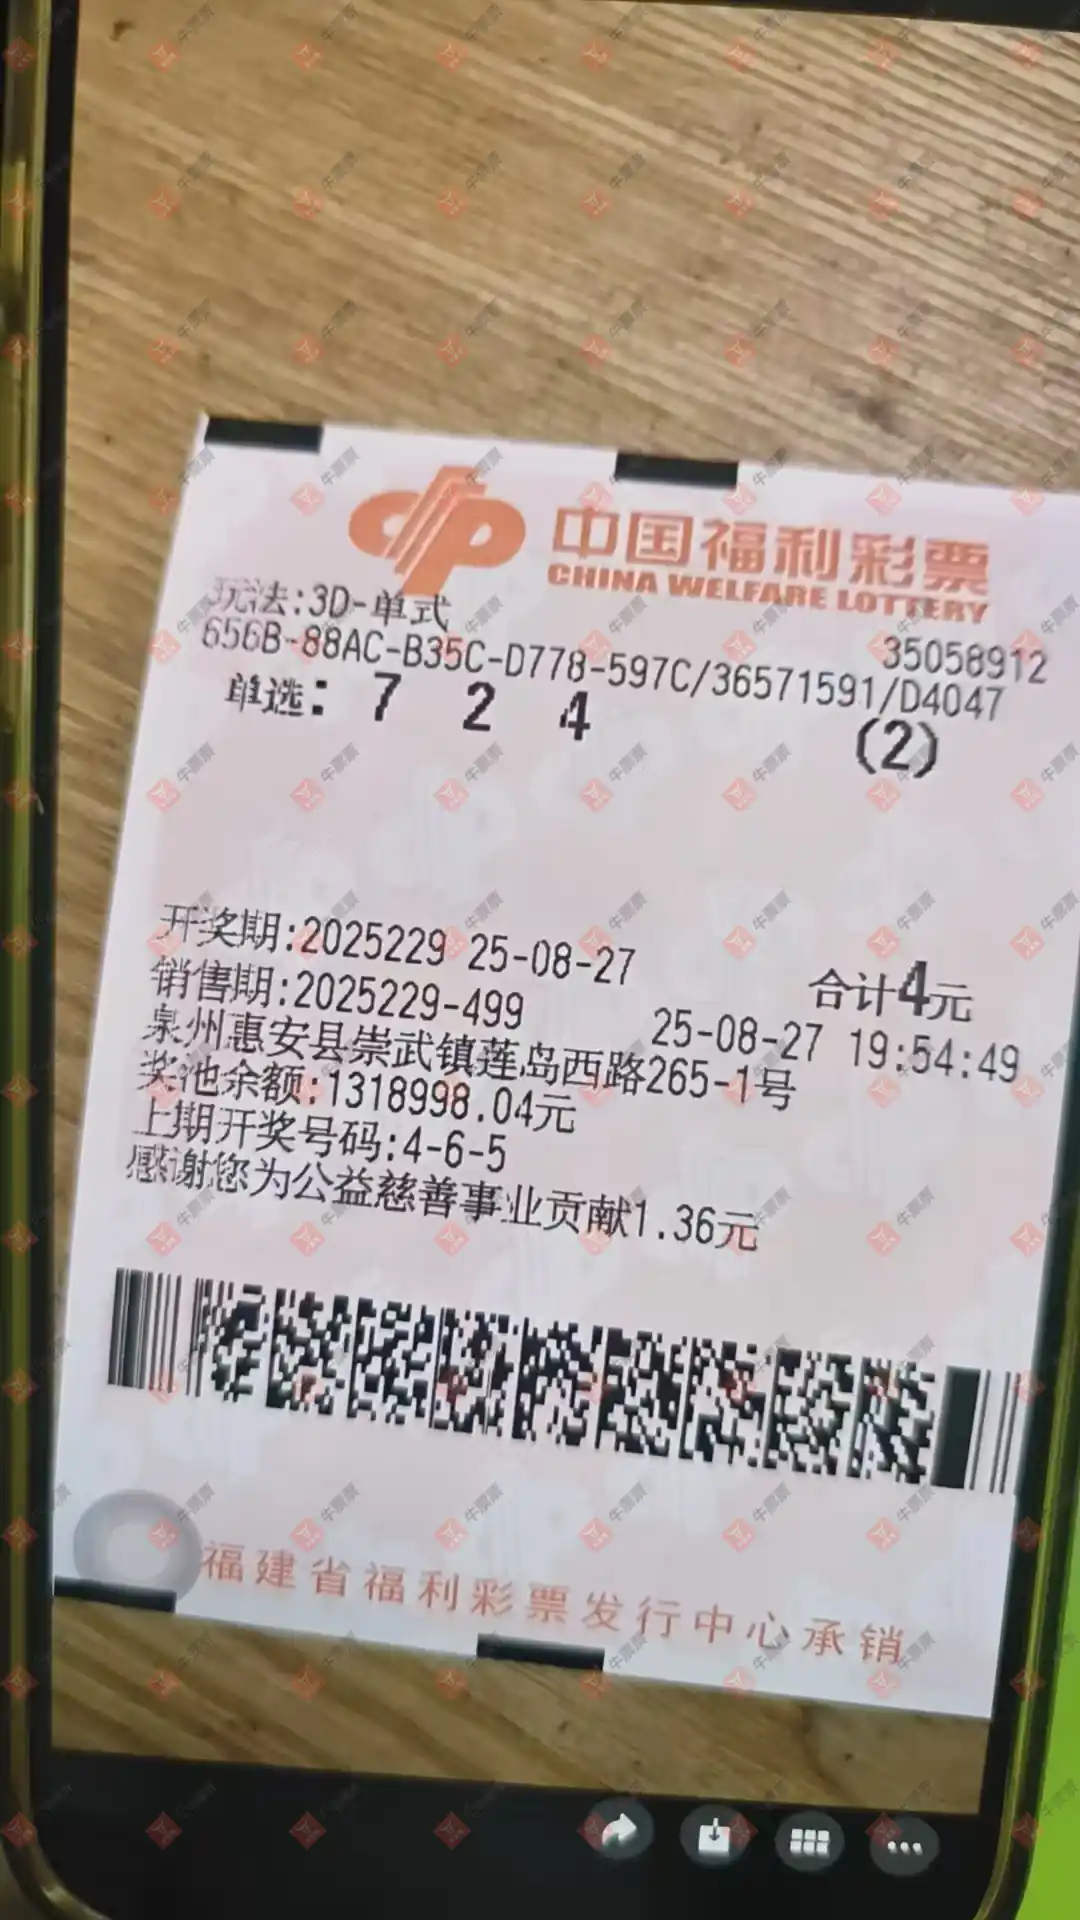 中国福利彩票
CHINA WELFARE LOTTERY
玩法:3D-单式
35058912
656B-88AC-B35C-D778-597C/36571591/D4047
单选: 7 2 4 (2)
开奖期:2025229 25-08-27
合计4元
销售期:2025229-499 25-08-27 19:54:49
泉州惠安县崇武镇莲岛西路265-1号
奖池余额:1318998.04元
上期开奖号码:4-6-5
感谢您为公益慈善事业贡献1.36元
福建省福利彩票发行中心承销
牛票票